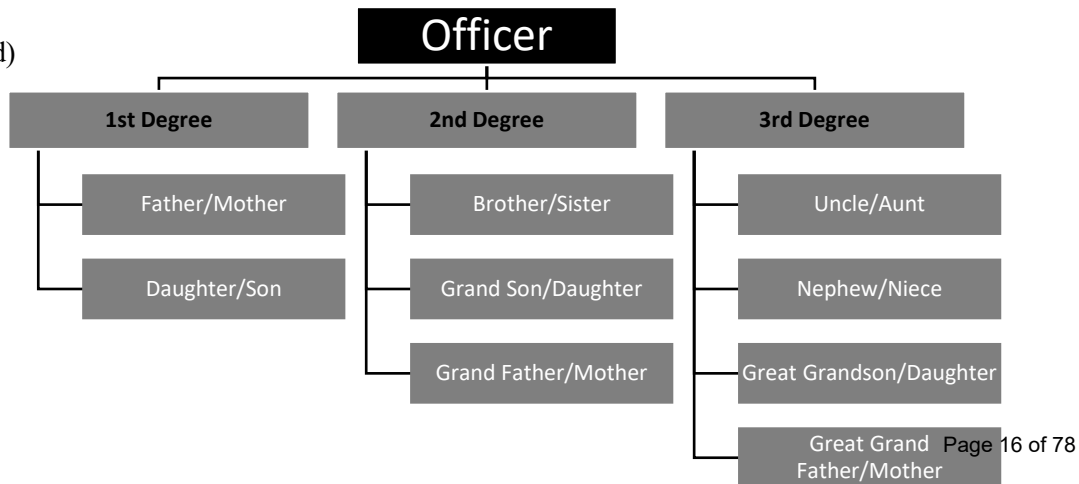 Officer
d)
1st Degree
2nd Degree
3rd Degree
Father/Mother
Brother/Sister
Uncle/Aunt
Daughter/Son
Grand Son/Daughter
Nephew/Niece
Grand Father/Mother
Great Grandson/Daughter
Great Grand
Father/Mother
Page 16 of 78